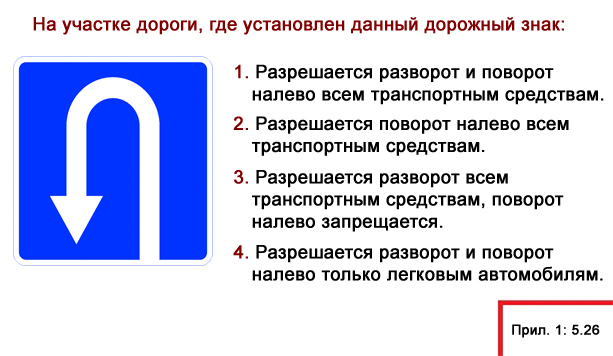 На участке дороги, где установлен данный дорожный знак:
1. Разрешается разворот и поворот
налево всем транспортным средствам.
2. Разрешается поворот налево всем
транспортным средствам.
3. Разрешается разворот всем
транспортным средствам, поворот
налево запрещается.
4. Разрешается разворот и поворот
налево только легковым автомобилям.
Прил. 1: 5.26